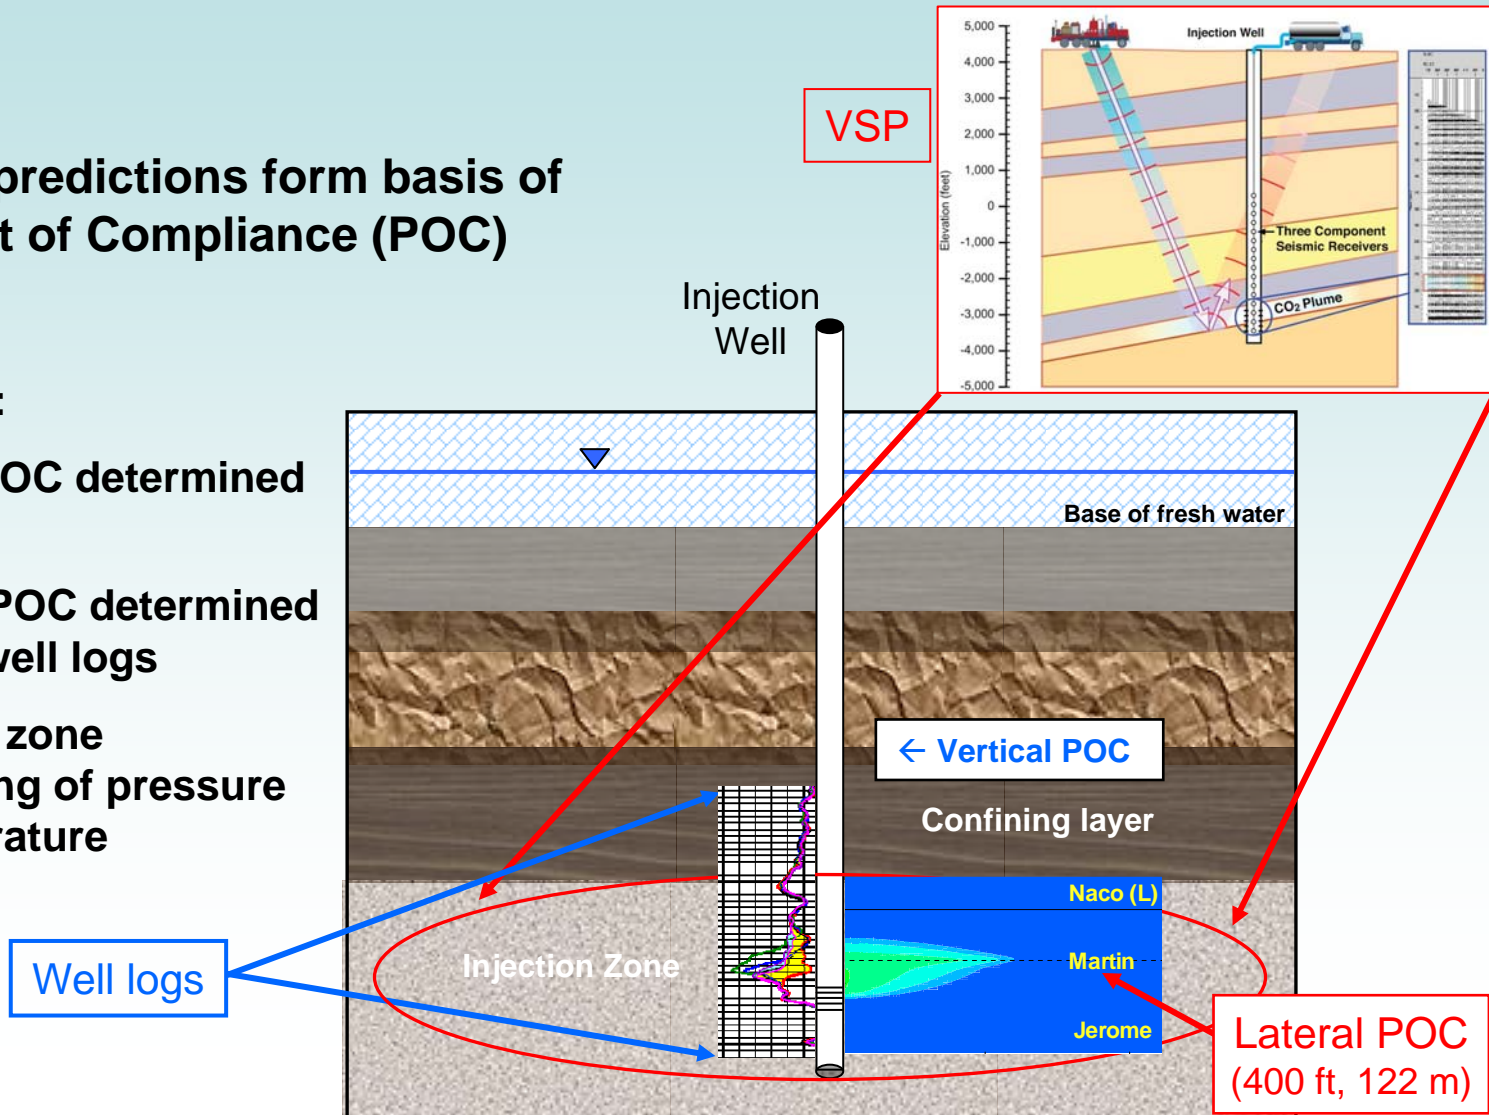 predictions form basis of
t of Compliance (POC)
:
OC determined
POC determined
well logs
zone
ng of pressure
rature
VSP
5,000
4,000
3,000
2,000
1,000
0
-1,000
-2,000
-3,000
-4,000
-5,000
Elevation (feet)
Injection Well
Three Component
Seismic Receivers
CO₂ Plume
Injection
Well
Base of fresh water
← Vertical POC
Confining layer
Naco (L)
Martin
Jerome
Injection Zone
Well logs
Lateral POC
(400 ft, 122 m)